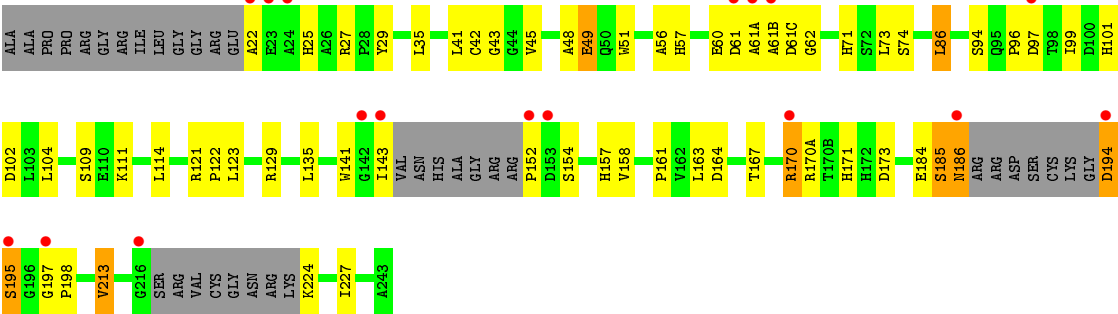 ALA ALA PRO PRO ARG GLY ARG ILE LEU GLY GLY ARG GLU A22 E23 A24 H25 A26 R27 P28 Y29 L35 L41 C42 G43 G44 V45 A48 E49 Q50 W51 A56 H57 E60 D61 A61A A61B D61C G62 H71 S72 L73 S74 L86 S94 Q95 P96 D97 T98 I99 D100 H101
D102 L103 L104 S109 E110 K111 L114 R121 P122 L123 R129 L135 W141 G142 I143 VAL ASN HIS ALA GLY ARG ARG P152 D153 S154 H157 V158 P161 V162 L163 D164 T167 R170 R170A T170B H171 H172 D173 E184 S185 N186 ARG ARG ASP SER CYS LYS GLY D194
S195 G196 G197 P198 V213 G216 SER ARG VAL CYS GLY ASN ARG LYS K224 I227 A243